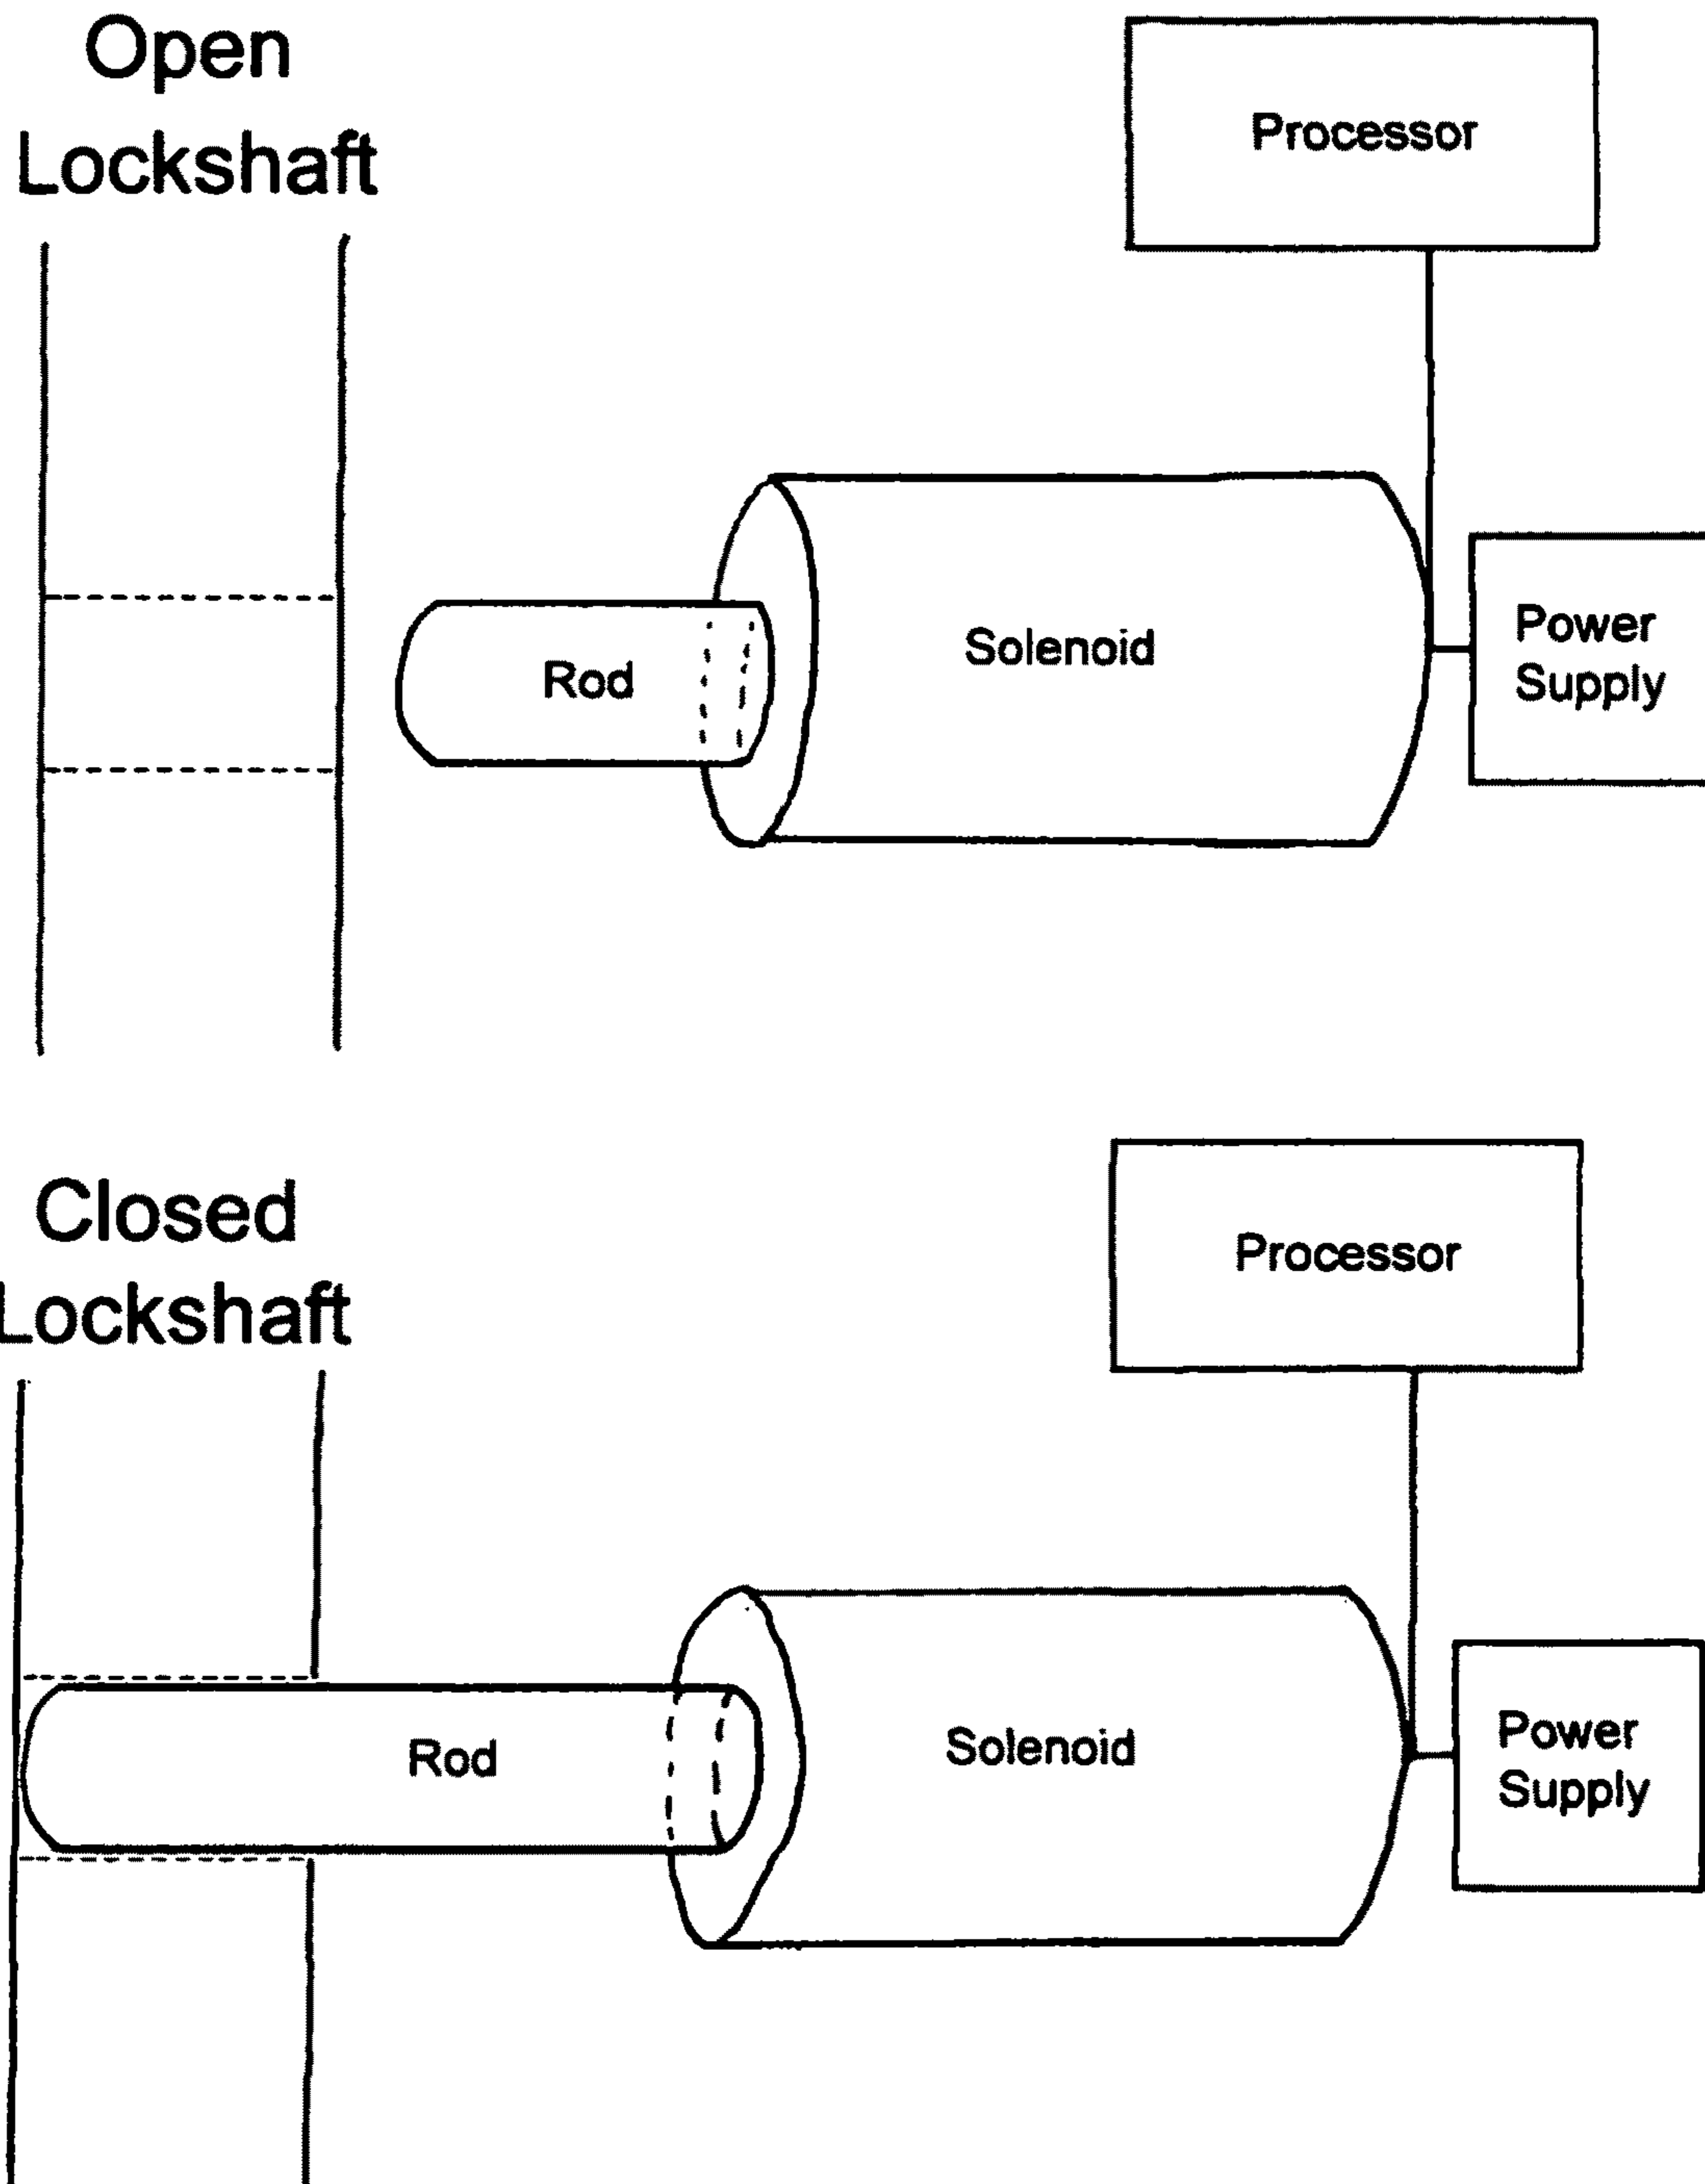 Open
Lockshaft
Processor
Rod
Solenoid
Power
Supply
Closed
Lockshaft
Processor
Rod
Solenoid
Power
Supply